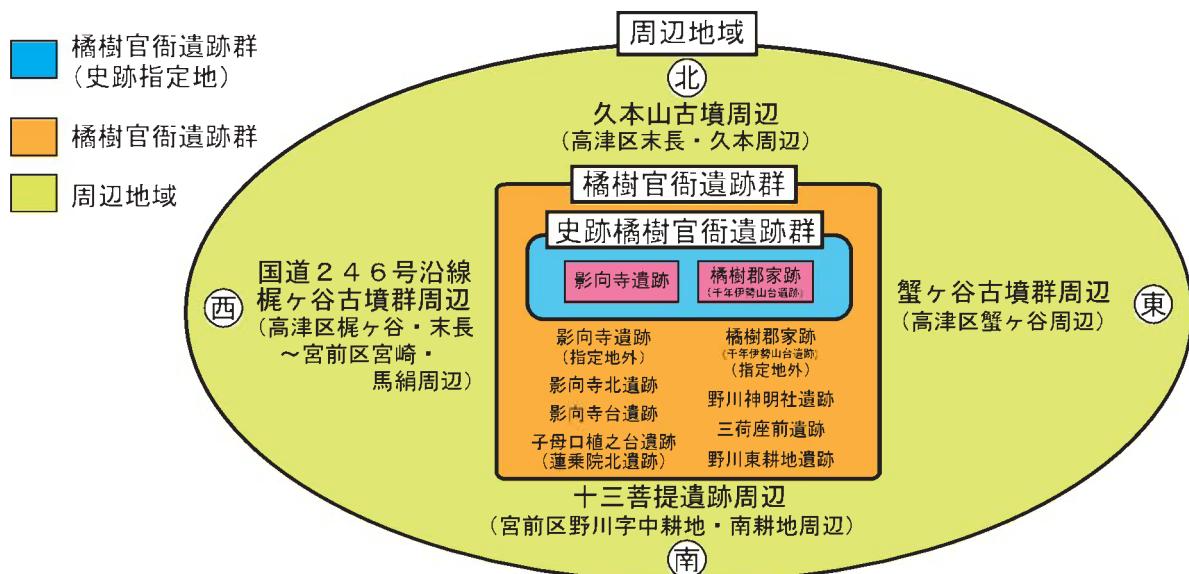 橘樹官衙遺跡群
（史跡指定地）
橘樹官衙遺跡群
周辺地域
周辺地域
北
久本山古墳周辺
（高津区末長・久本周辺）
橘樹官衙遺跡群
史跡橘樹官衙遺跡群
影向寺遺跡
橘樹郡家跡
（千年伊勢山台遺跡）
影向寺遺跡
（指定地外）
影向寺北遺跡
影向寺台遺跡
子母口植之台遺跡
（蓮乗院北遺跡）
橘樹郡家跡
（千年伊勢山台遺跡）
（指定地外）
野川神明社遺跡
三荷座前遺跡
野川東耕地遺跡
西
国道２４６号沿線
梶ヶ谷古墳群周辺
（高津区梶ヶ谷・末長
～宮前区宮崎・
馬絹周辺）
蟹ヶ谷古墳群周辺
（高津区蟹ヶ谷周辺）
東
十三菩提遺跡周辺
（宮前区野川字中耕地・南耕地周辺）
南